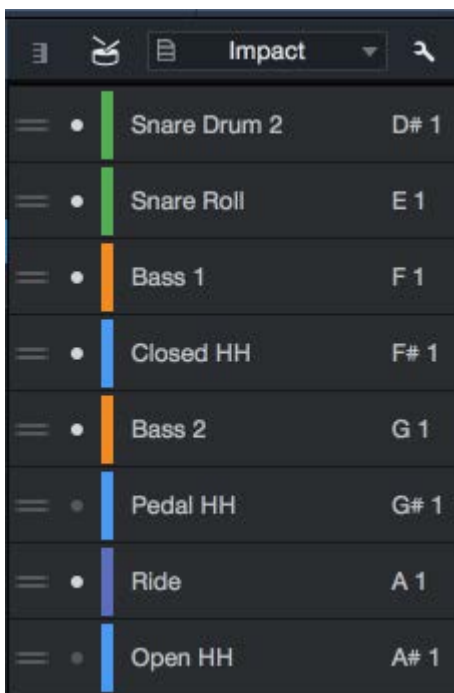 Impact
Snare Drum 2 D# 1
Snare Roll E 1
Bass 1 F 1
Closed HH F# 1
Bass 2 G 1
Pedal HH G# 1
Ride A 1
Open HH A# 1